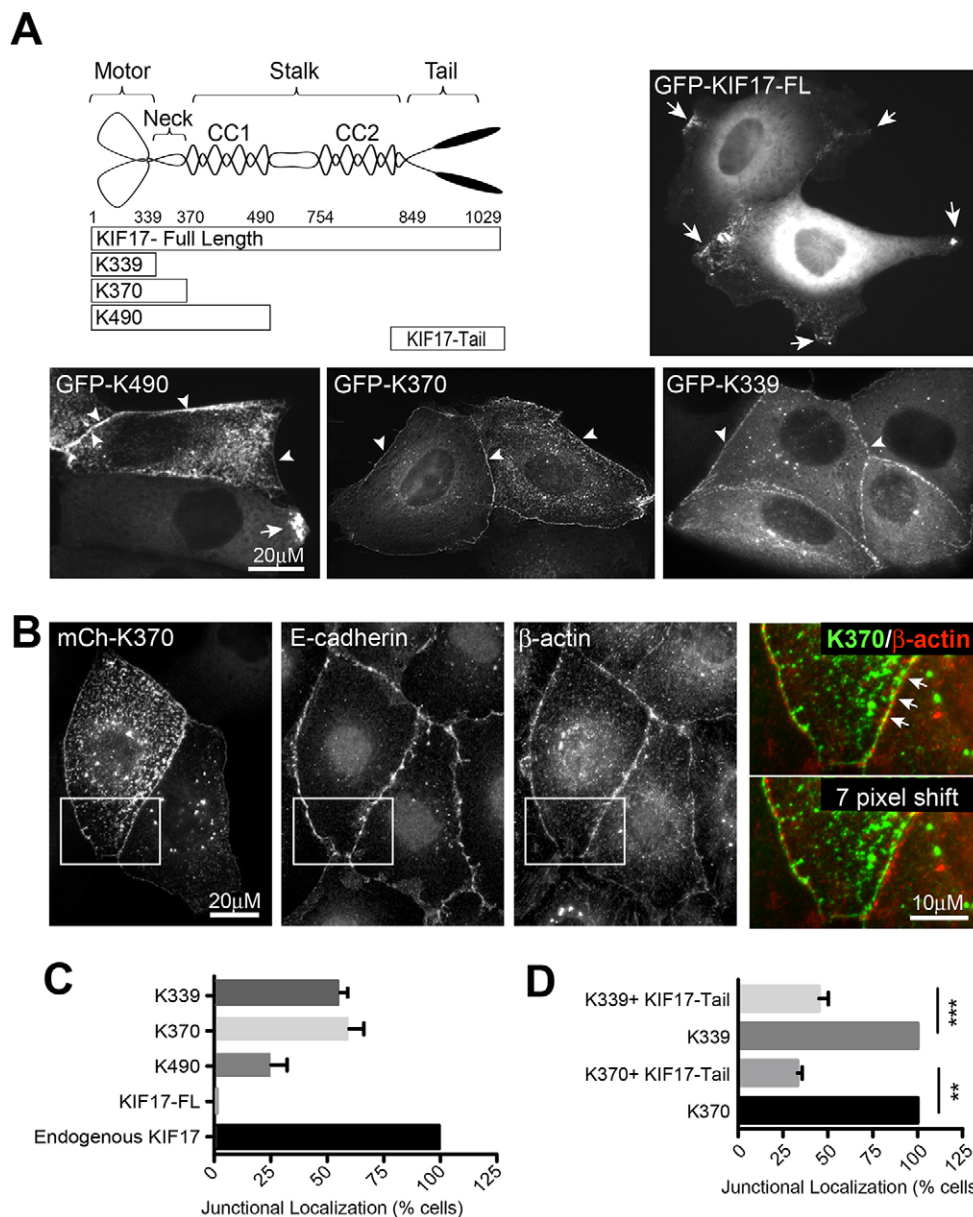 A
Motor
Stalk
Tail
Neck
CC1
CC2
1 339 370 490 754 849 1029
KIF17- Full Length
K339
K370
K490
KIF17-Tail
GFP-KIF17-FL
GFP-K490
20μM
GFP-K370
GFP-K339
B
mCh-K370
20μM
E-cadherin
β-actin
K370/β-actin
7 pixel shift
10μM
C
K339
K370
K490
KIF17-FL
Endogenous KIF17
0 25 50 75 100 125
Junctional Localization (% cells)
D
K339+ KIF17-Tail
K339
K370+ KIF17-Tail
K370
***
**
0 25 50 75 100 125
Junctional Localization (% cells